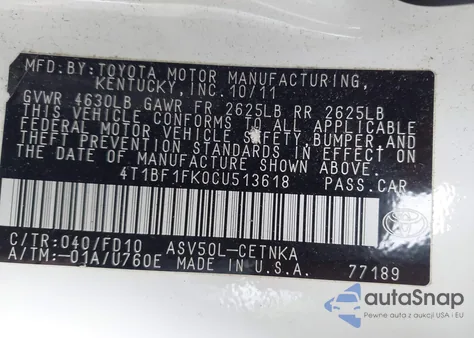 MFD.BY:TOYOTA MOTOR MANUFACTURING,
KENTUCKY,INC.10/11
GVWR 4630LB GAWR FR 2625LB RR 2625LB
THIS VEHICLE CONFORMS TO ALL APPLICABLE
FEDERAL MOTOR VEHICLE SAFETY,BUMPER,AND
THEFT PREVENTION STANDARDS IN EFFECT ON
THE DATE OF MANUFACTURE SHOWN ABOVE.
4T1BF1FK0CU513618 PASS.CAR
C/TR:040/FD10 ASV50L-CETNKA
A/TM:-01A/U760E MADE IN U.S.A. 77189
autoSnap
Pewne auta z aukcji USA i EU